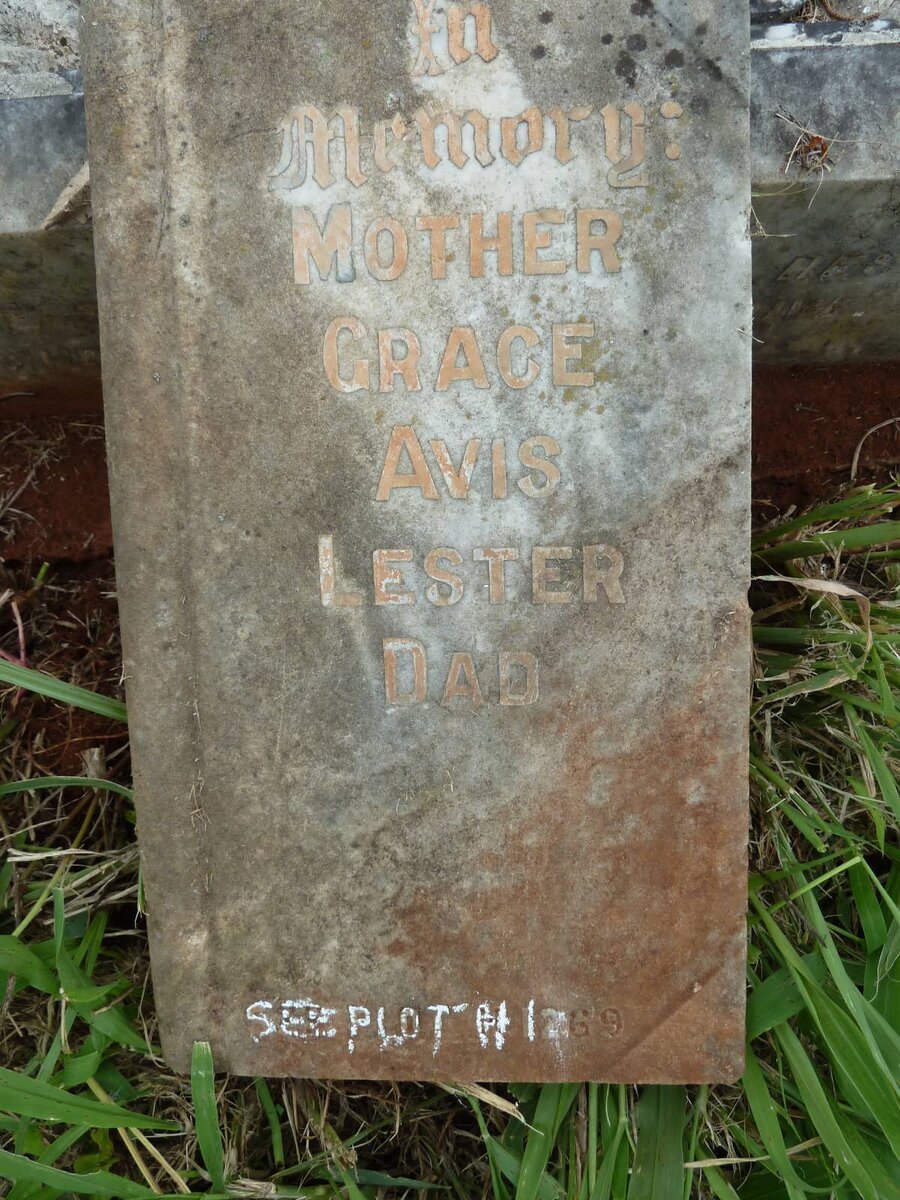 In
Memory:
MOTHER
GRACE
AVIS
LESTER
DAD
SEE PLOT